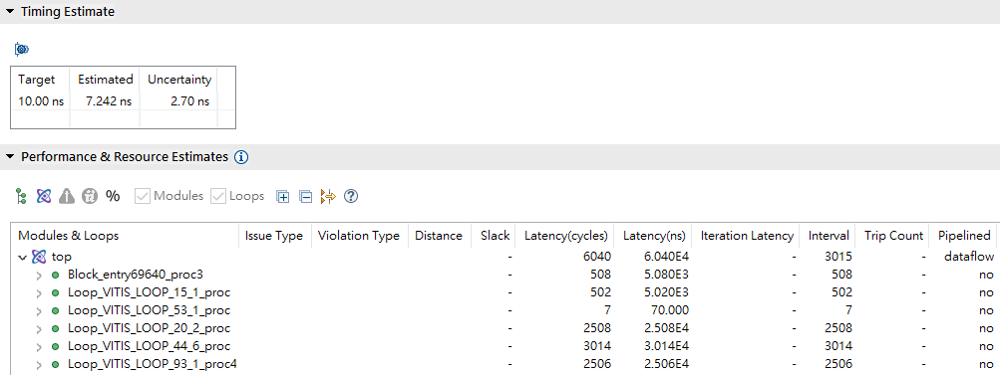 Timing Estimate
Target Estimated Uncertainty
10.00 ns 7.242 ns 2.70 ns
Performance & Resource Estimates
% Modules Loops
Modules & Loops Issue Type Violation Type Distance Slack Latency(cycles) Latency(ns) Iteration Latency Interval Trip Count Pipelined
top - 6040 6.040E4 - 3015 - dataflow
Block_entry69640_proc3 - 508 5.080E3 - 508 - no
Loop_VITIS_LOOP_15_1_proc - 502 5.020E3 - 502 - no
Loop_VITIS_LOOP_53_1_proc - 7 70.000 - 7 - no
Loop_VITIS_LOOP_20_2_proc - 2508 2.508E4 - 2508 - no
Loop_VITIS_LOOP_44_6_proc - 3014 3.014E4 - 3014 - no
Loop_VITIS_LOOP_93_1_proc4 - 2506 2.506E4 - 2506 - no